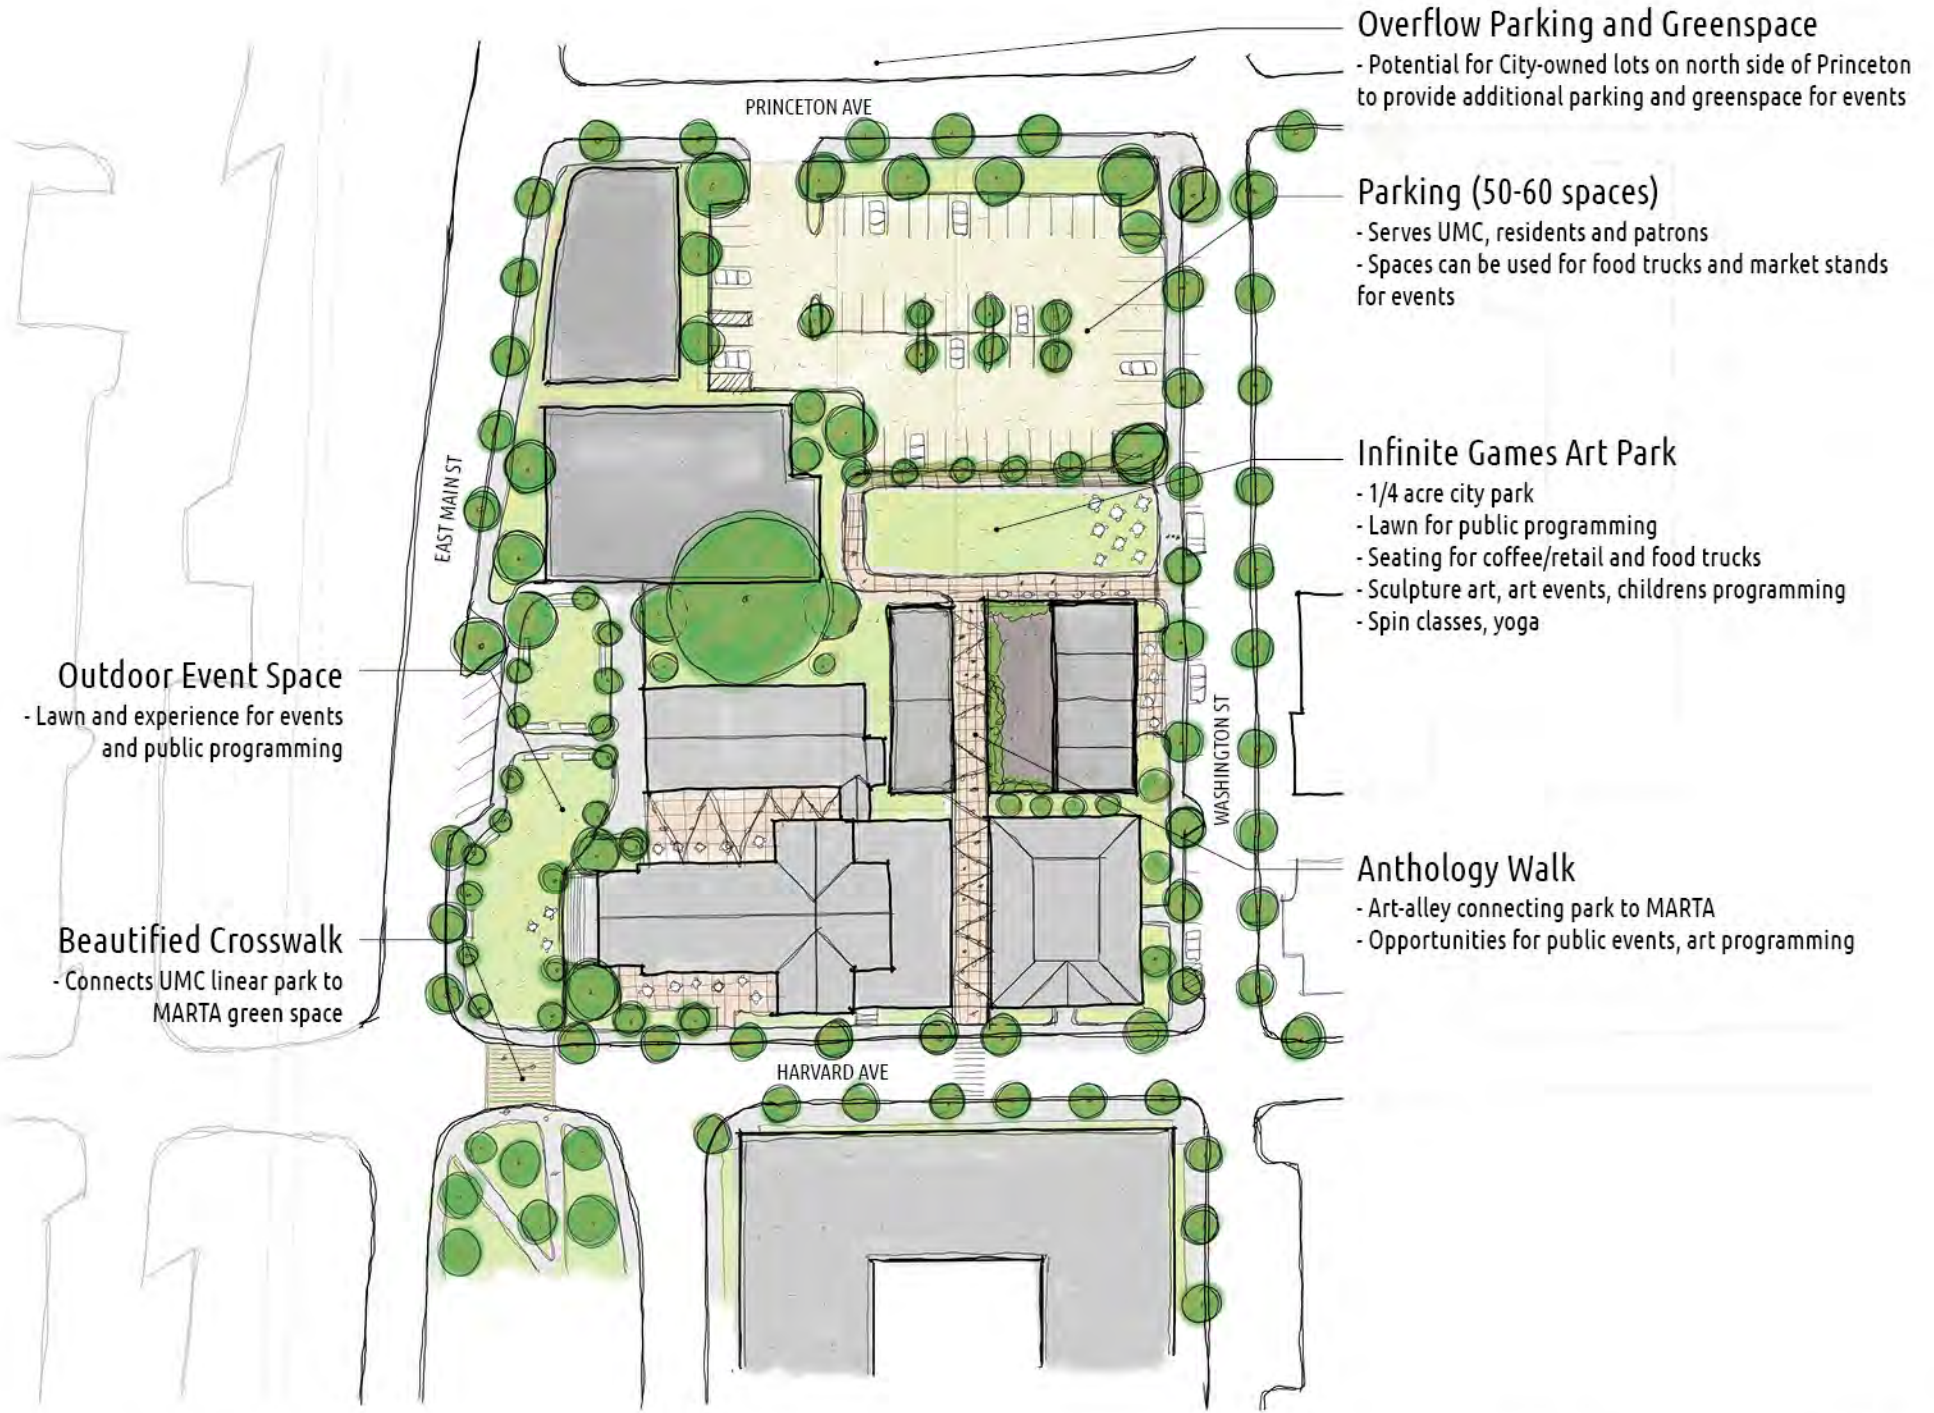 Overflow Parking and Greenspace
- Potential for City-owned lots on north side of Princeton
to provide additional parking and greenspace for events
PRINCETON AVE
Parking (50-60 spaces)
- Serves UMC, residents and patrons
- Spaces can be used for food trucks and market stands
for events
Infinite Games Art Park
- 1/4 acre city park
- Lawn for public programming
- Seating for coffee/retail and food trucks
- Sculpture art, art events, childrens programming
- Spin classes, yoga
EAST MAIN ST
Outdoor Event Space
- Lawn and experience for events
and public programming
WASHINGTON ST
Anthology Walk
- Art-alley connecting park to MARTA
- Opportunities for public events, art programming
Beautified Crosswalk
- Connects UMC linear park to
MARTA green space
HARVARD AVE